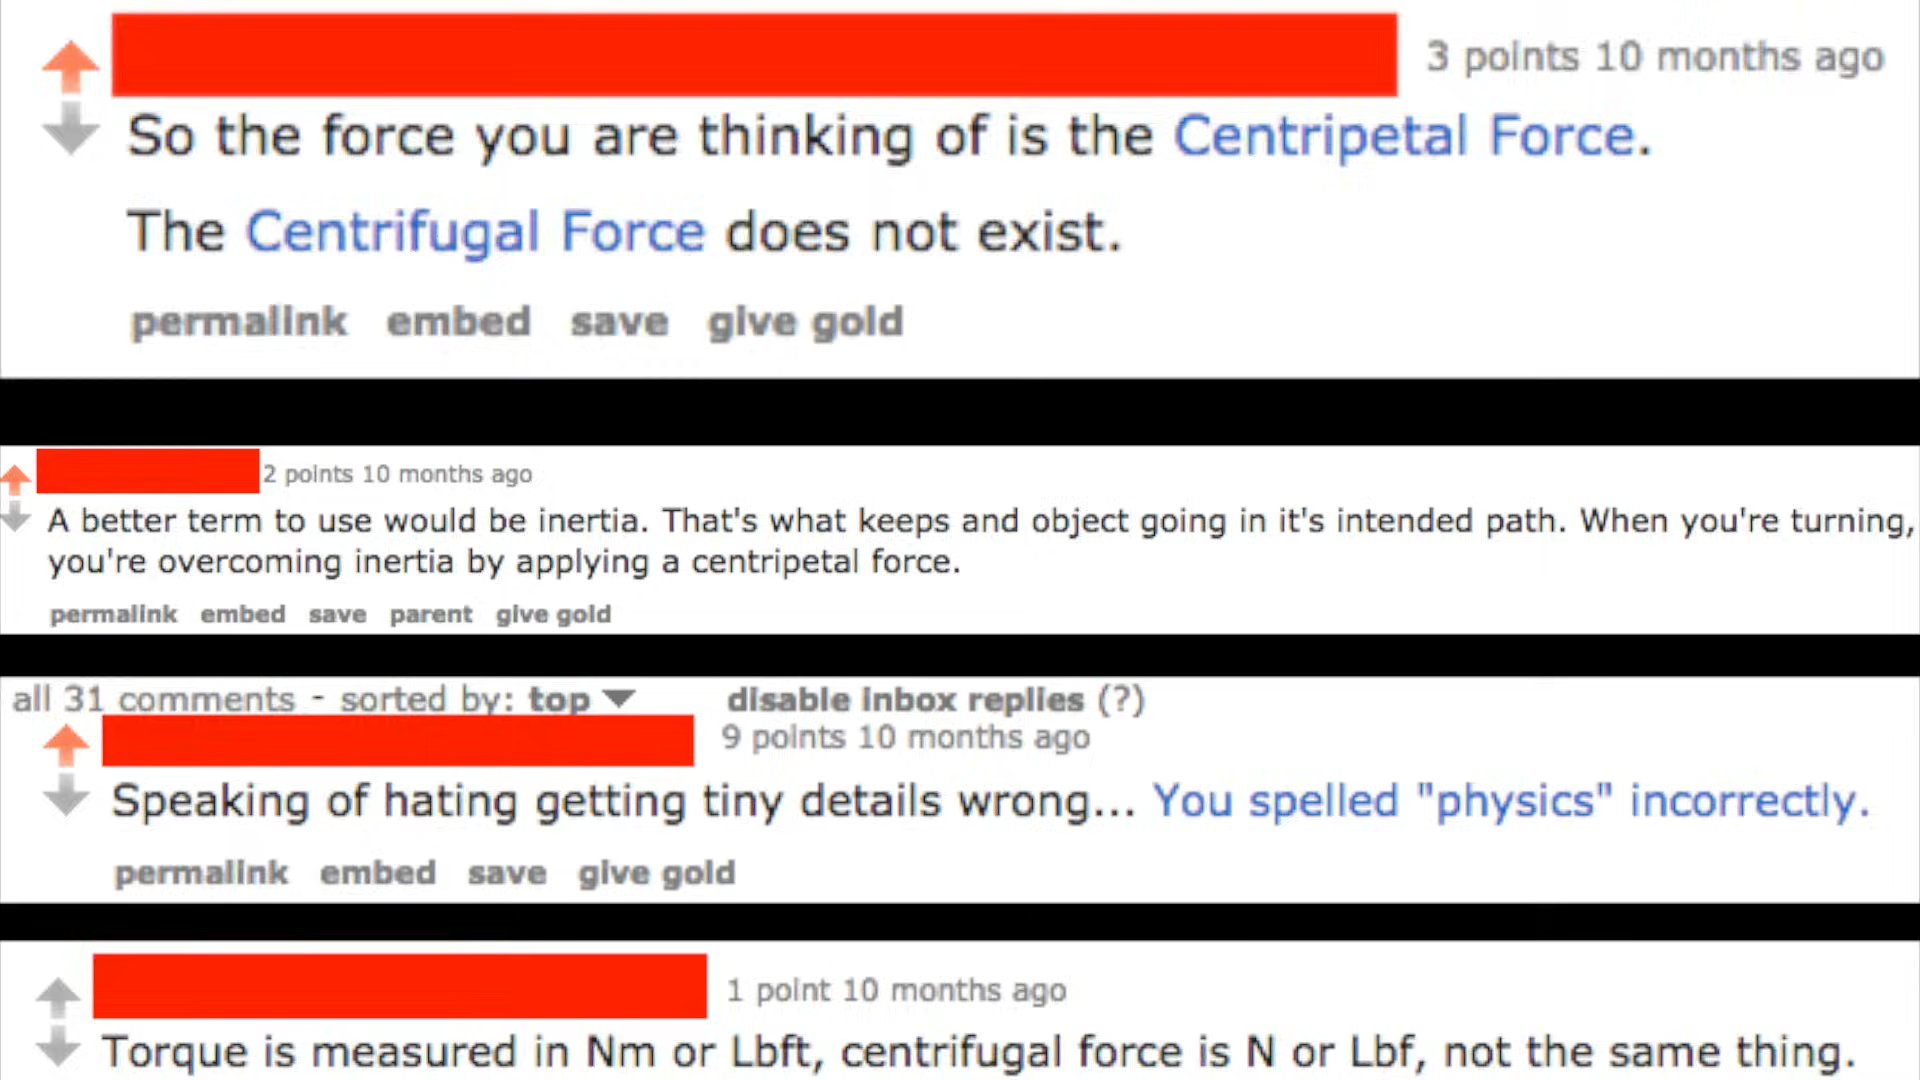 3 points 10 months ago
So the force you are thinking of is the Centripetal Force.
The Centrifugal Force does not exist.
permalink embed save give gold
2 points 10 months ago
A better term to use would be inertia. That's what keeps and object going in it's intended path. When you're turning,
you're overcoming inertia by applying a centripetal force.
permalink embed save parent give gold
all 31 comments - sorted by: top disable inbox replies (?)
9 points 10 months ago
Speaking of hating getting tiny details wrong... You spelled "physics" incorrectly.
permalink embed save give gold
1 point 10 months ago
Torque is measured in Nm or Lbft, centrifugal force is N or Lbf, not the same thing.